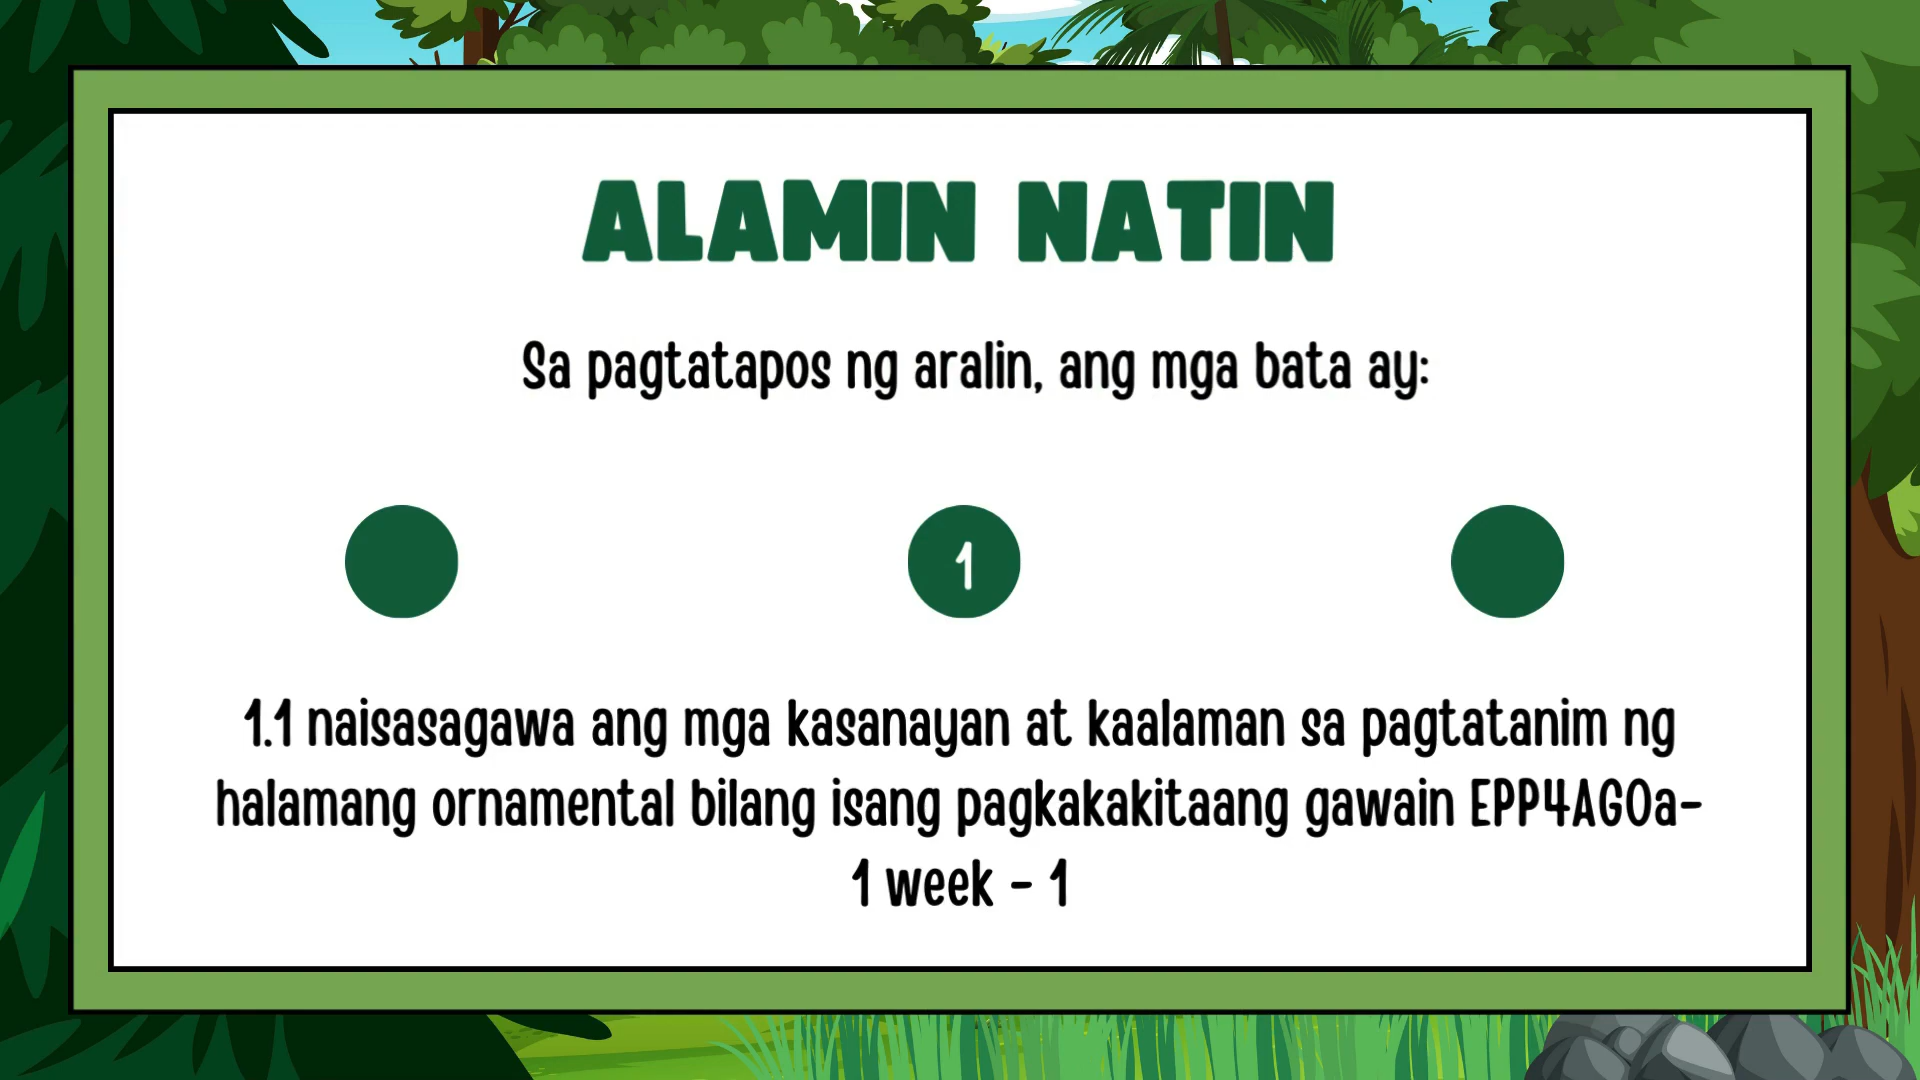 ALAMIN NATIN
Sa pagtatapos ng aralin, ang mga bata ay:
1
1.1 naisasagawa ang mga kasanayan at kaalaman sa pagtatanim ng
halamang ornamental bilang isang pagkakakitaang gawain EPP4AG0a-
1 week - 1